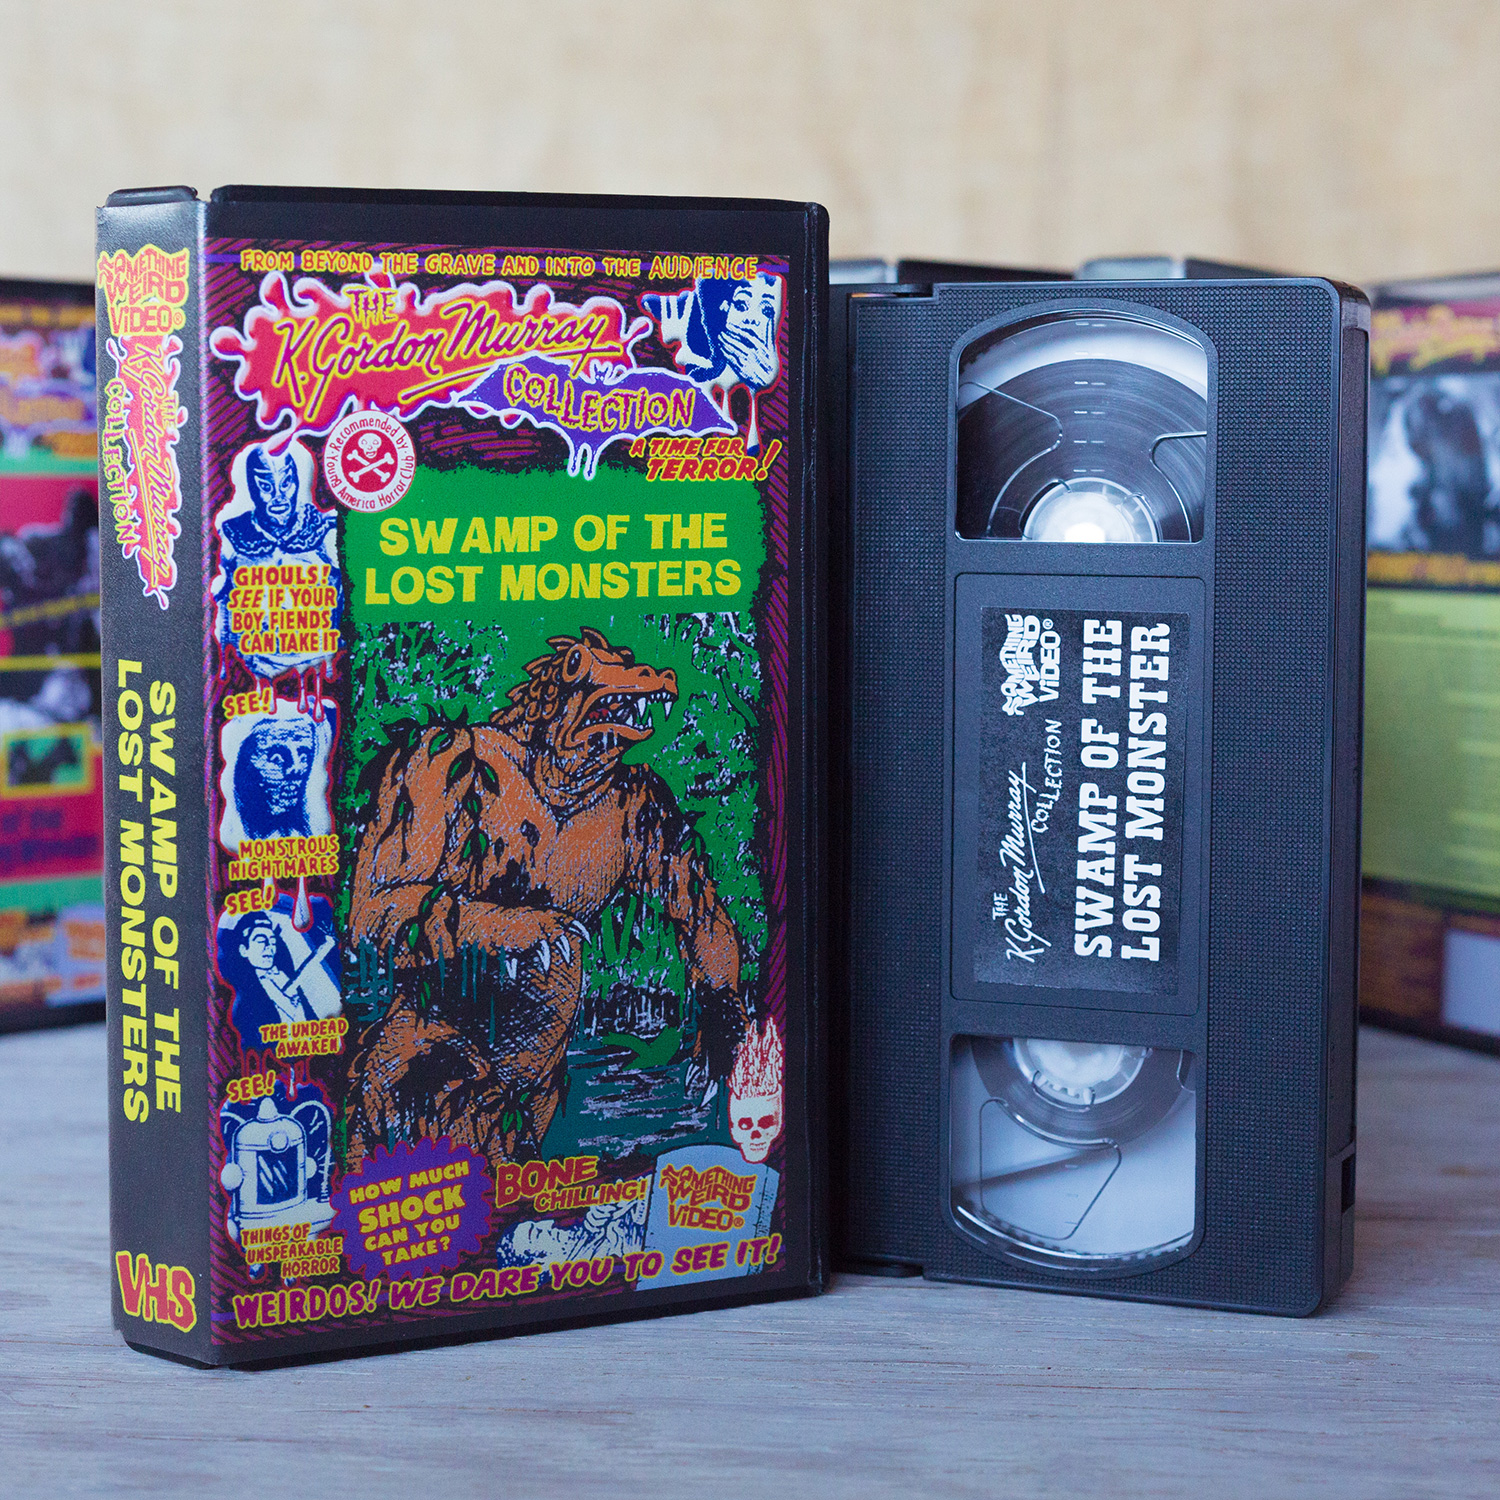 SOMETHING
WEIRD
VIDEO®
THE
K. Gordon Murray
COLLECTION
SWAMP OF THE
LOST MONSTERS
VHS
FROM BEYOND THE GRAVE AND INTO THE AUDIENCE
THE
K. Gordon Murray
COLLECTION
A TIME FOR
TERROR!
Recommended by
Young America Horror Club
SWAMP OF THE
LOST MONSTERS
GHOULS!
SEE IF YOUR
BOY FIENDS
CAN TAKE IT
SEE!
MONSTROUS
NIGHTMARES
SEE!
THE UNDEAD
AWAKEN
SEE!
THINGS OF
UNSPEAKABLE
HORROR
HOW MUCH
SHOCK
CAN YOU
TAKE?
BONE
CHILLING!
SOMETHING
WEIRD
VIDEO®
WEIRDOS! WE DARE YOU TO SEE IT!
SOMETHING
WEIRD
VIDEO®
THE
K. Gordon Murray
COLLECTION
SWAMP OF THE
LOST MONSTER